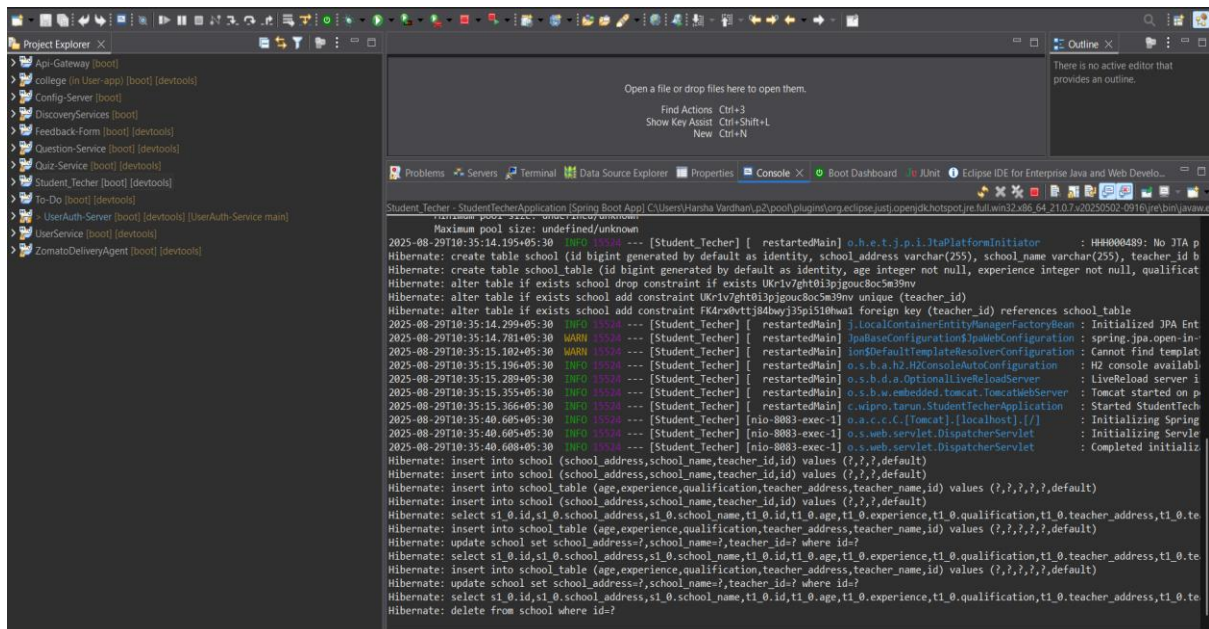 Project Explorer
Api-Gateway [boot]
college (in User-app) [boot] [devtools]
Config-Server [boot]
DiscoveryServices [boot]
Feedback-Form [boot] [devtools]
Question-Service [boot] [devtools]
Quiz-Service [boot] [devtools]
Student_Techer [boot] [devtools]
To-Do [boot] [devtools]
> UserAuth-Server [boot] [devtools] [UserAuth-Service main]
UserService [boot] [devtools]
ZomatoDeliveryAgent [boot] [devtools]
Open a file or drop files here to open them.
Find Actions Ctrl+3
Show Key Assist Ctrl+Shift+L
New Ctrl+N
Outline
There is no active editor that
provides an outline.
Problems Servers Terminal Data Source Explorer Properties Console Boot Dashboard JUnit Eclipse IDE for Enterprise Java and Web Develo...
Student_Techer - StudentTecherApplication [Spring Boot App] C:\Users\Harsha Vardhan\.p2\pool\plugins\org.eclipse.justj.openjdk.hotspot.jre.full.win32.x86_64_21.0.7.v20250502-0916\jre\bin\javaw.e
Minimum pool size: undefined/unknown
Maximum pool size: undefined/unknown
2025-08-29T10:35:14.195+05:30 INFO 15524 --- [Student_Techer] [ restartedMain] o.h.e.t.j.p.i.JtaPlatformInitiator : HHH000489: No JTA p
Hibernate: create table school (id bigint generated by default as identity, school_address varchar(255), school_name varchar(255), teacher_id b
Hibernate: create table school_table (id bigint generated by default as identity, age integer not null, experience integer not null, qualificat
Hibernate: alter table if exists school drop constraint if exists UKr1v7ght0i3pjgouc8oc5m39nv
Hibernate: alter table if exists school add constraint UKr1v7ght0i3pjgouc8oc5m39nv unique (teacher_id)
Hibernate: alter table if exists school add constraint FK4rx0vttj84bwyj35pi510hwa1 foreign key (teacher_id) references school_table
2025-08-29T10:35:14.299+05:30 INFO 15524 --- [Student_Techer] [ restartedMain] j.LocalContainerEntityManagerFactoryBean : Initialized JPA Ent
2025-08-29T10:35:14.781+05:30 WARN 15524 --- [Student_Techer] [ restartedMain] JpaBaseConfiguration$JpaWebConfiguration : spring.jpa.open-in-
2025-08-29T10:35:15.102+05:30 WARN 15524 --- [Student_Techer] [ restartedMain] ion$DefaultTemplateResolverConfiguration : Cannot find templat
2025-08-29T10:35:15.196+05:30 INFO 15524 --- [Student_Techer] [ restartedMain] o.s.b.a.h2.H2ConsoleAutoConfiguration : H2 console availabl
2025-08-29T10:35:15.289+05:30 INFO 15524 --- [Student_Techer] [ restartedMain] o.s.b.d.a.OptionalLiveReloadServer : LiveReload server i
2025-08-29T10:35:15.355+05:30 INFO 15524 --- [Student_Techer] [ restartedMain] o.s.b.w.embedded.tomcat.TomcatWebServer : Tomcat started on p
2025-08-29T10:35:15.366+05:30 INFO 15524 --- [Student_Techer] [ restartedMain] c.wipro.tarun.StudentTecherApplication : Started StudentTech
2025-08-29T10:35:40.605+05:30 INFO 15524 --- [Student_Techer] [nio-8083-exec-1] o.a.c.c.C.[Tomcat].[localhost].[/] : Initializing Spring
2025-08-29T10:35:40.605+05:30 INFO 15524 --- [Student_Techer] [nio-8083-exec-1] o.s.web.servlet.DispatcherServlet : Initializing Servle
2025-08-29T10:35:40.608+05:30 INFO 15524 --- [Student_Techer] [nio-8083-exec-1] o.s.web.servlet.DispatcherServlet : Completed initializ
Hibernate: insert into school (school_address,school_name,teacher_id,id) values (?,?,?,default)
Hibernate: insert into school (school_address,school_name,teacher_id,id) values (?,?,?,default)
Hibernate: insert into school_table (age,experience,qualification,teacher_address,teacher_name,id) values (?,?,?,?,?,default)
Hibernate: insert into school (school_address,school_name,teacher_id,id) values (?,?,?,default)
Hibernate: select s1_0.id,s1_0.school_address,s1_0.school_name,t1_0.id,t1_0.age,t1_0.experience,t1_0.qualification,t1_0.teacher_address,t1_0.te
Hibernate: insert into school_table (age,experience,qualification,teacher_address,teacher_name,id) values (?,?,?,?,?,default)
Hibernate: update school set school_address=?,school_name=?,teacher_id=? where id=?
Hibernate: select s1_0.id,s1_0.school_address,s1_0.school_name,t1_0.id,t1_0.age,t1_0.experience,t1_0.qualification,t1_0.teacher_address,t1_0.te
Hibernate: insert into school_table (age,experience,qualification,teacher_address,teacher_name,id) values (?,?,?,?,?,default)
Hibernate: update school set school_address=?,school_name=?,teacher_id=? where id=?
Hibernate: select s1_0.id,s1_0.school_address,s1_0.school_name,t1_0.id,t1_0.age,t1_0.experience,t1_0.qualification,t1_0.teacher_address,t1_0.te
Hibernate: delete from school where id=?